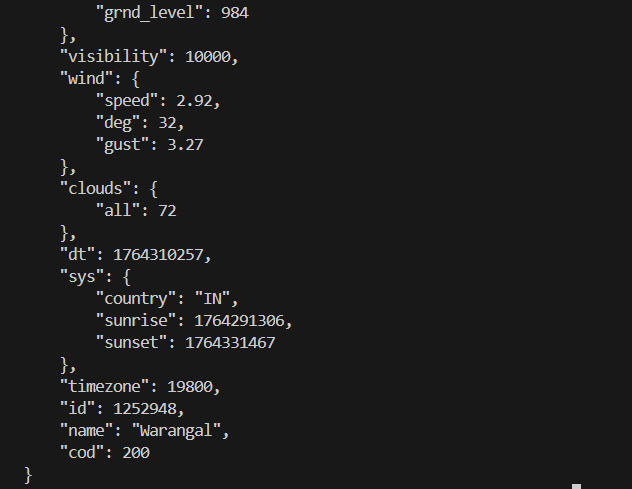 "grnd_level": 984
},
"visibility": 10000,
"wind": {
"speed": 2.92,
"deg": 32,
"gust": 3.27
},
"clouds": {
"all": 72
},
"dt": 1764310257,
"sys": {
"country": "IN",
"sunrise": 1764291306,
"sunset": 1764331467
},
"timezone": 19800,
"id": 1252948,
"name": "Warangal",
"cod": 200
}